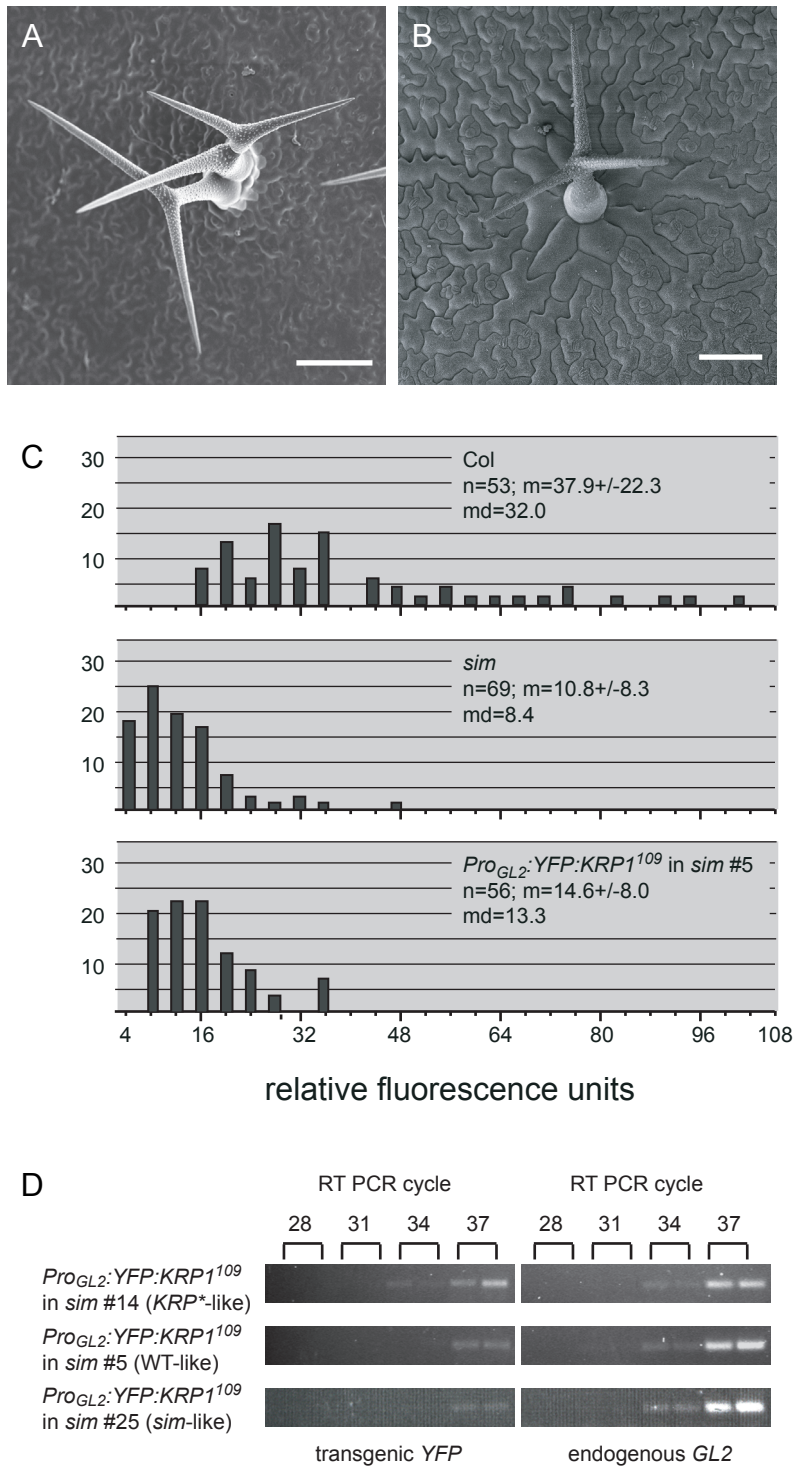 A
B
C
30
20
10
Col
n=53; m=37.9+/-22.3
md=32.0
30
20
10
sim
n=69; m=10.8+/-8.3
md=8.4
30
20
10
ProGL2:YFP:KRP1109 in sim #5
n=56; m=14.6+/-8.0
md=13.3
4 16 32 48 64 80 96 108
relative fluorescence units
D
RT PCR cycle RT PCR cycle
28 31 34 37 28 31 34 37
ProGL2:YFP:KRP1109
in sim #14 (KRP*-like)
ProGL2:YFP:KRP1109
in sim #5 (WT-like)
ProGL2:YFP:KRP1109
in sim #25 (sim-like)
transgenic YFP endogenous GL2